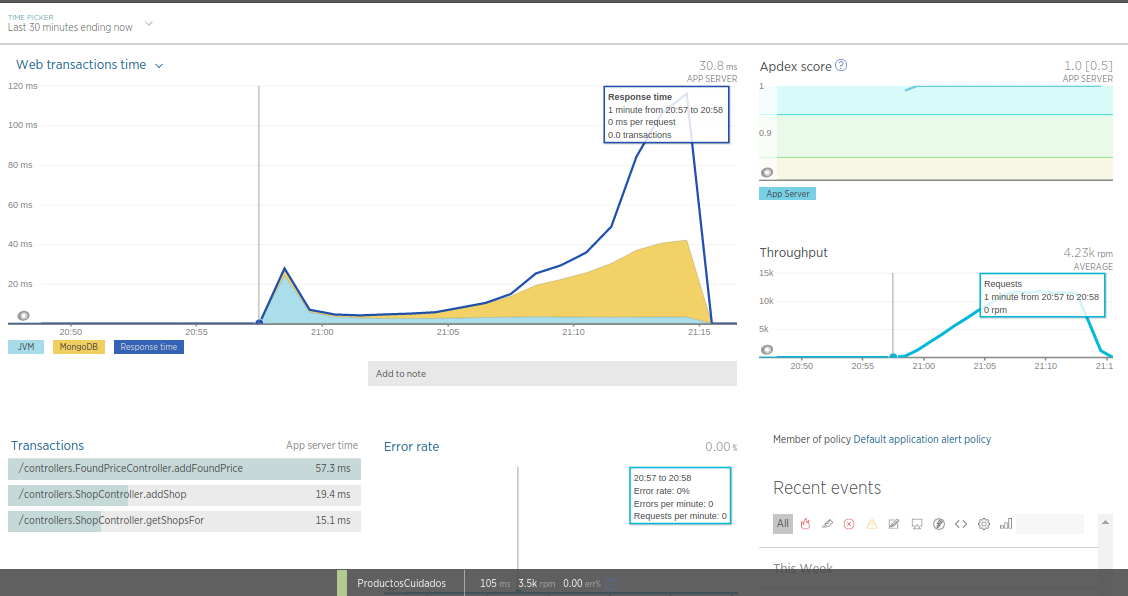 TIME PICKER
Last 30 minutes ending now
Web transactions time
30.8 ms
APP SERVER
120 ms
100 ms
80 ms
60 ms
40 ms
20 ms
Response time
1 minute from 20:57 to 20:58
0 ms per request
0.0 transactions
20:50 20:55 21:00 21:05 21:10 21:15
JVM MongoDB Response time
Add to note
Apdex score ?
1.0 [0.5]
APP SERVER
1
0.9
App Server
Throughput
4.23k rpm
AVERAGE
15k
10k
5k
Requests
1 minute from 20:57 to 20:58
0 rpm
20:50 20:55 21:00 21:05 21:10 21:1
Transactions App server time
/controllers.FoundPriceController.addFoundPrice 57.3 ms
/controllers.ShopController.addShop 19.4 ms
/controllers.ShopController.getShopsFor 15.1 ms
Error rate
0.00 %
20:57 to 20:58
Error rate: 0%
Errors per minute: 0
Requests per minute: 0
Member of policy Default application alert policy
Recent events
All
This Week
ProductosCuidados 105 ms 3.5k rpm 0.00 err% ?